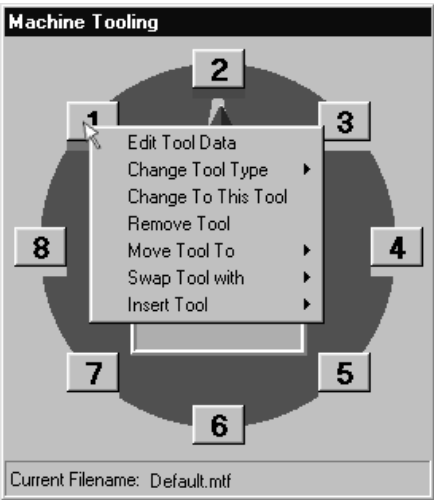 Machine Tooling
2
1
3
Edit Tool Data
Change Tool Type
Change To This Tool
Remove Tool
8
4
Move Tool To
Swap Tool with
Insert Tool
7
5
6
Current Filename: Default.mtf